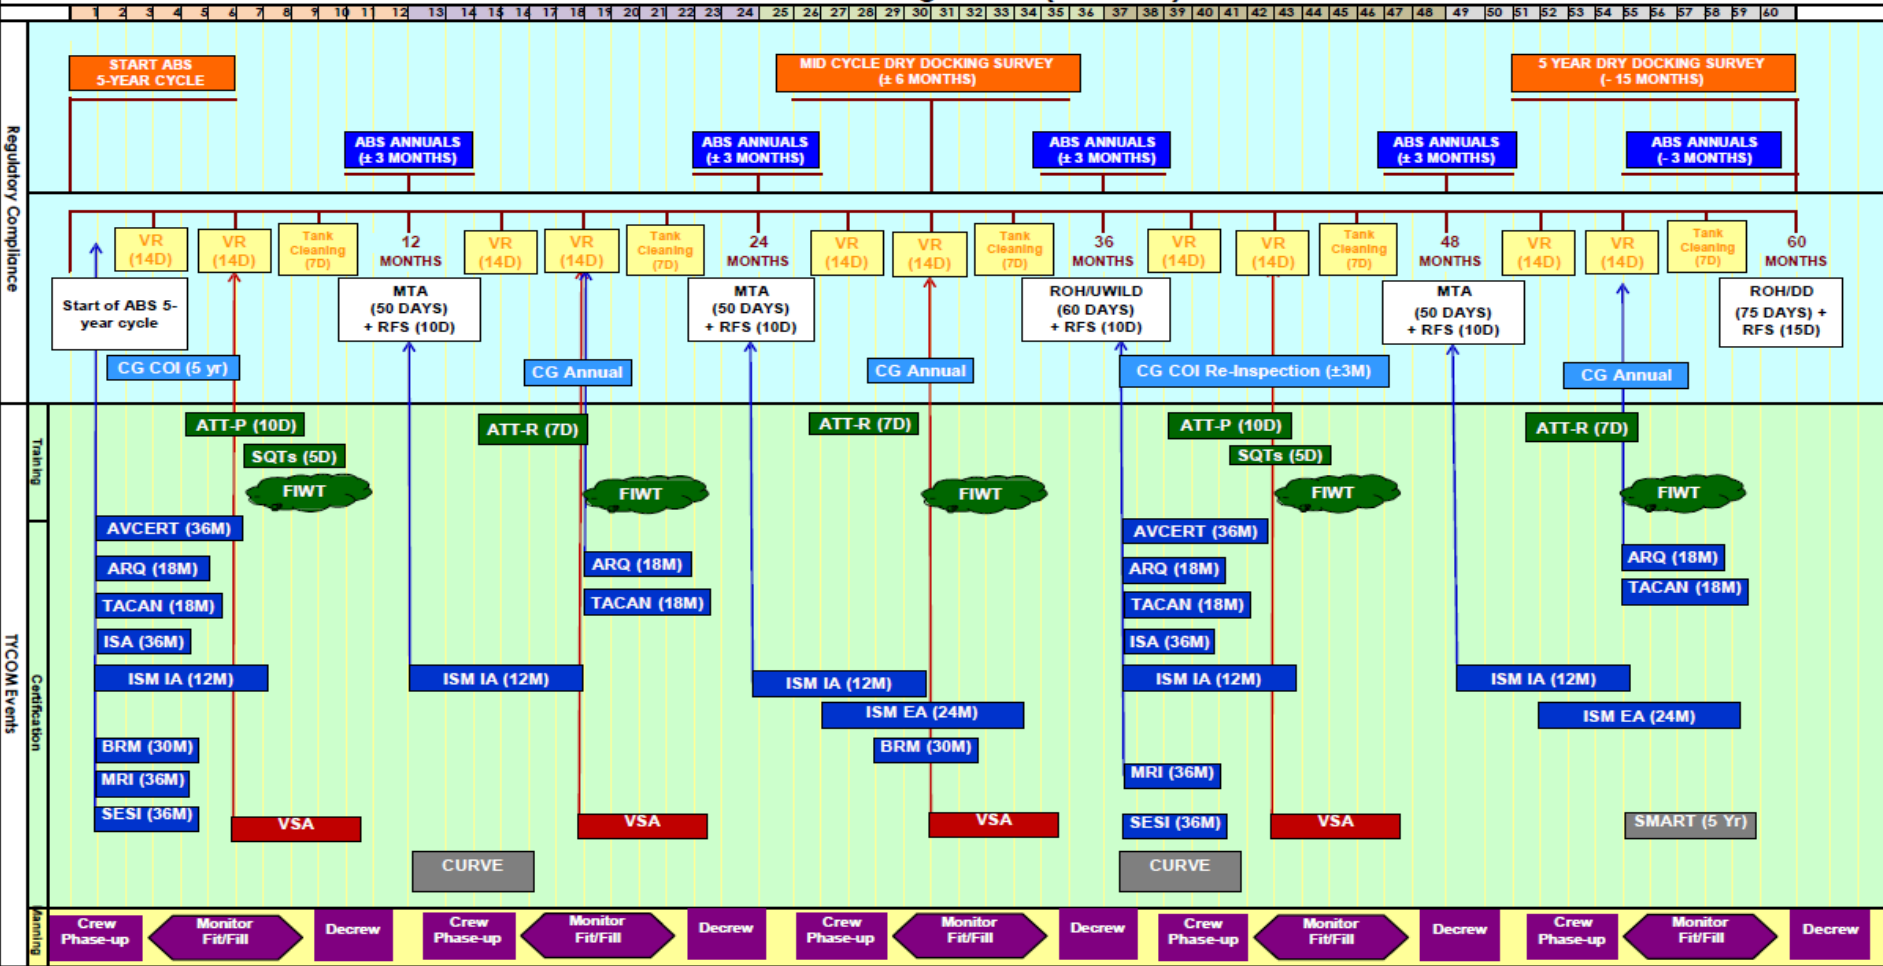 1 2 3 4 5 6 7 8 9 10 11 12 13 14 15 16 17 18 19 20 21 22 23 24 25 26 27 28 29 30 31 32 33 34 35 36 37 38 39 40 41 42 43 44 45 46 47 48 49 50 51 52 53 54 55 56 57 58 59 60
Regulatory Compliance
START ABS
5-YEAR CYCLE
MID CYCLE DRY DOCKING SURVEY
(± 6 MONTHS)
5 YEAR DRY DOCKING SURVEY
(- 15 MONTHS)
ABS ANNUALS
(± 3 MONTHS)
ABS ANNUALS
(± 3 MONTHS)
ABS ANNUALS
(± 3 MONTHS)
ABS ANNUALS
(± 3 MONTHS)
ABS ANNUALS
(- 3 MONTHS)
VR
(14D)
VR
(14D)
Tank
Cleaning
(7D)
12
MONTHS
VR
(14D)
VR
(14D)
Tank
Cleaning
(7D)
24
MONTHS
VR
(14D)
VR
(14D)
Tank
Cleaning
(7D)
36
MONTHS
VR
(14D)
VR
(14D)
Tank
Cleaning
(7D)
48
MONTHS
VR
(14D)
VR
(14D)
Tank
Cleaning
(7D)
60
MONTHS
Start of ABS 5-
year cycle
MTA
(50 DAYS)
+ RFS (10D)
MTA
(50 DAYS)
+ RFS (10D)
ROH/UWILD
(60 DAYS)
+ RFS (10D)
MTA
(50 DAYS)
+ RFS (10D)
ROH/DD
(75 DAYS) +
RFS (15D)
CG COI (5 yr)
CG Annual
CG Annual
CG COI Re-Inspection (±3M)
CG Annual
TYCOM Events
Training
ATT-P (10D)
ATT-R (7D)
ATT-R (7D)
ATT-P (10D)
ATT-R (7D)
SQTs (5D)
SQTs (5D)
FIWT
FIWT
FIWT
FIWT
FIWT
Certification
AVCERT (36M)
AVCERT (36M)
ARQ (18M)
ARQ (18M)
ARQ (18M)
ARQ (18M)
TACAN (18M)
TACAN (18M)
TACAN (18M)
TACAN (18M)
ISA (36M)
ISA (36M)
ISM IA (12M)
ISM IA (12M)
ISM IA (12M)
ISM IA (12M)
ISM IA (12M)
ISM EA (24M)
ISM EA (24M)
BRM (30M)
BRM (30M)
MRI (36M)
MRI (36M)
SESI (36M)
SESI (36M)
VSA
VSA
VSA
VSA
SMART (5 Yr)
CURVE
CURVE
Manning
Crew
Phase-up
Monitor
Fit/Fill
Decrew
Crew
Phase-up
Monitor
Fit/Fill
Decrew
Crew
Phase-up
Monitor
Fit/Fill
Decrew
Crew
Phase-up
Monitor
Fit/Fill
Decrew
Crew
Phase-up
Monitor
Fit/Fill
Decrew